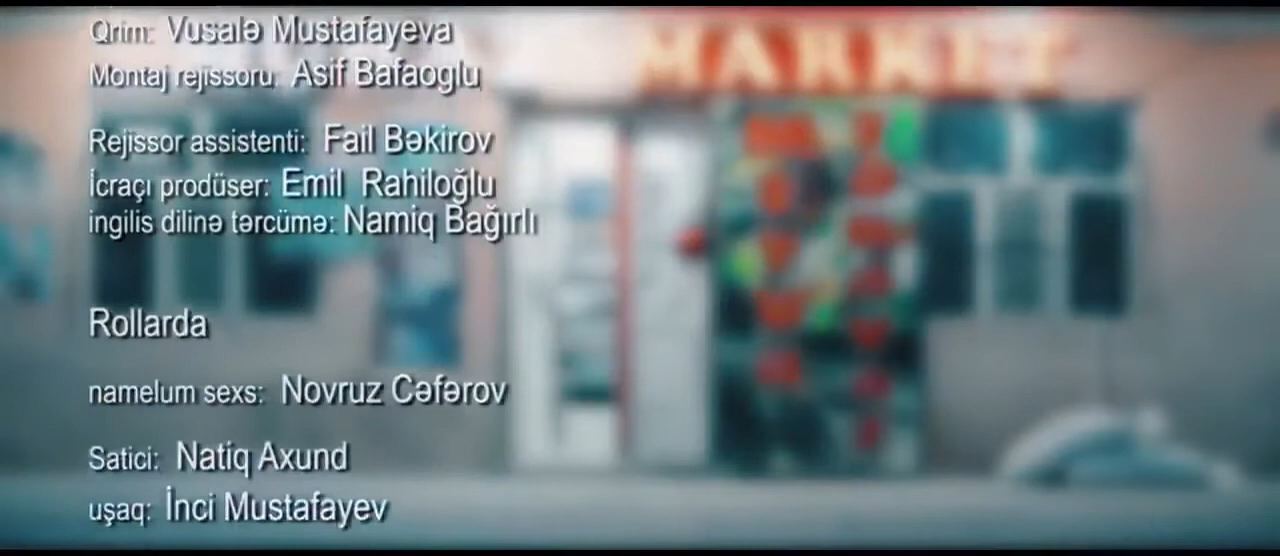 Qrim: Vusalə Mustafayeva
MARKET
Montaj rejissoru: Asif Bafaoglu
Rejissor assistenti: Fail Bəkirov
İcraçı prodüser: Emil Rahiloğlu
ingilis dilinə tərcümə: Namiq Bağırlı
Rollarda
namelum sexs: Novruz Cəfərov
Satici: Natiq Axund
uşaq: İnci Mustafayev